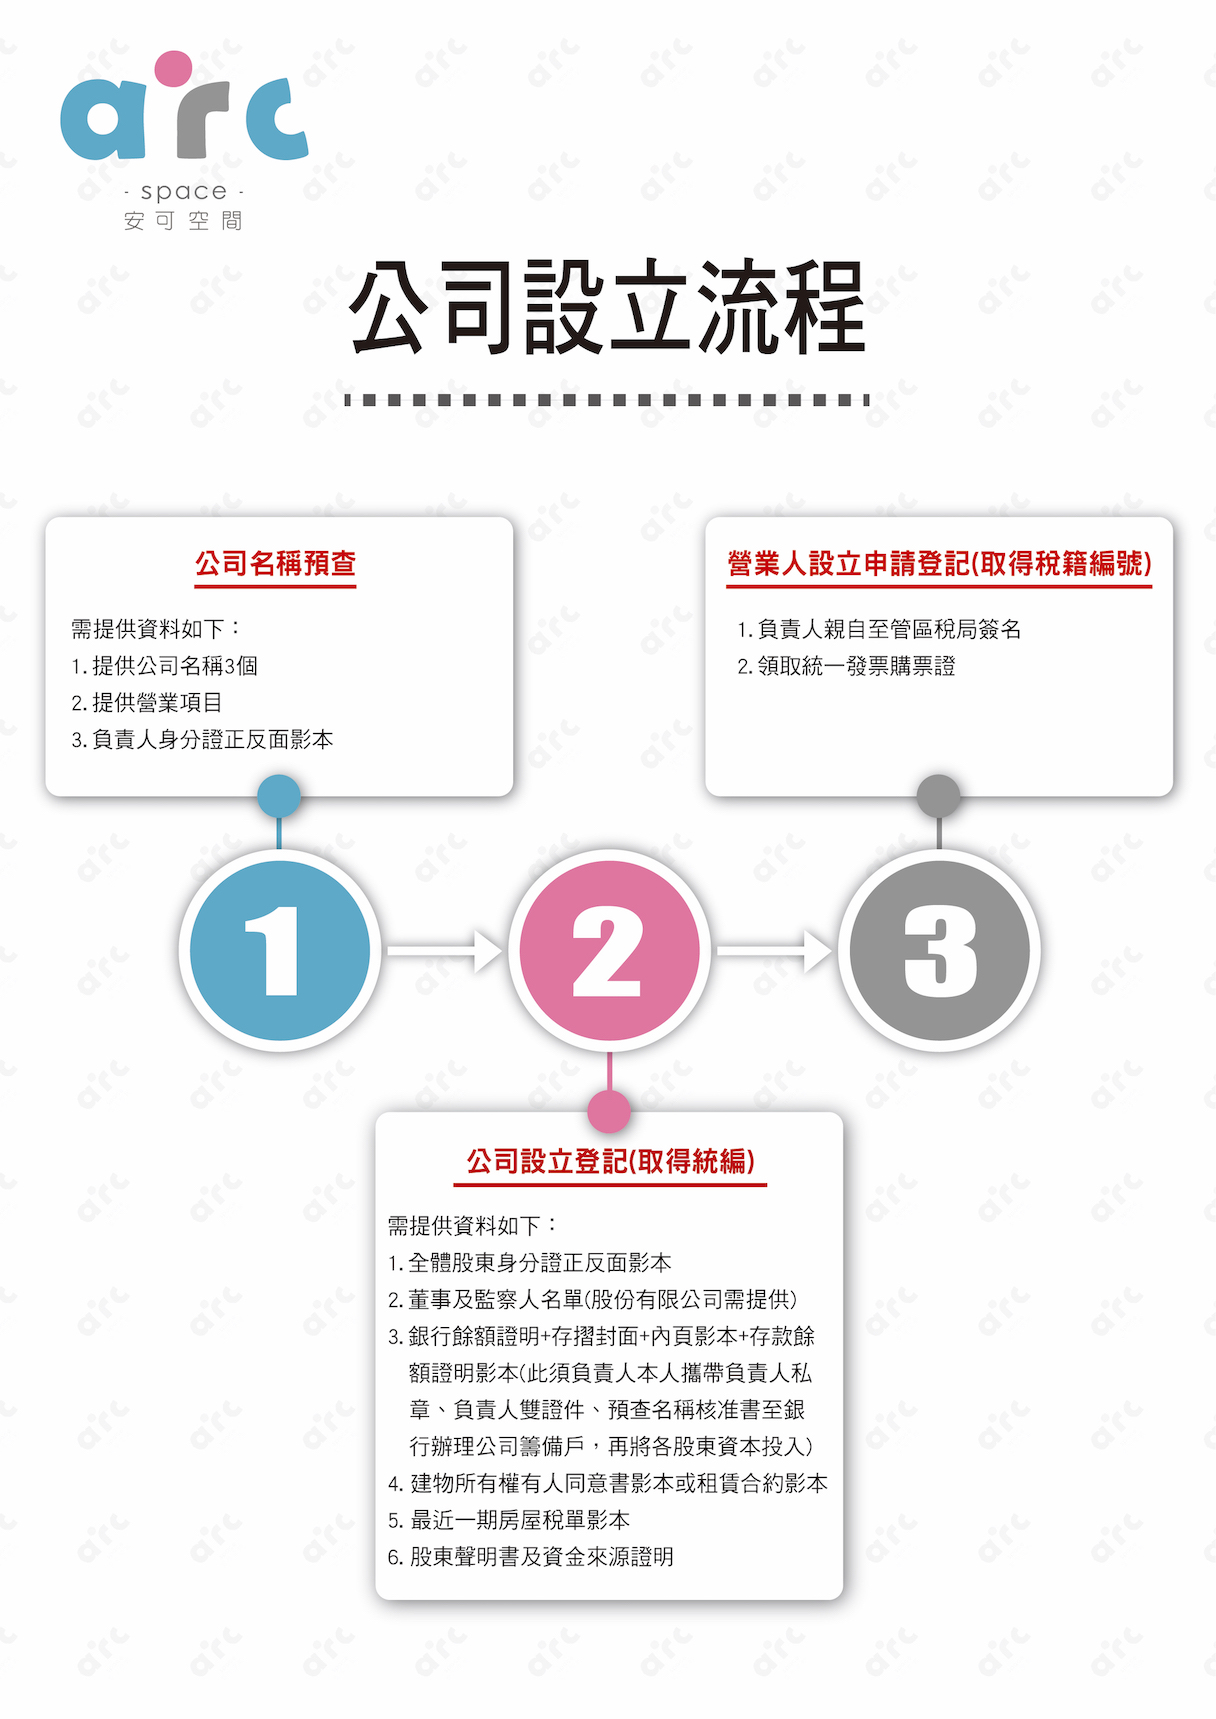 arc
- space -
安可空間
公司設立流程
公司名稱預查
需提供資料如下：
1. 提供公司名稱3個
2. 提供營業項目
3. 負責人身分證正反面影本
營業人設立申請登記(取得稅籍編號)
1. 負責人親自至管區稅局簽名
2. 領取統一發票購票證
1
2
3
公司設立登記(取得統編)
需提供資料如下：
1. 全體股東身分證正反面影本
2. 董事及監察人名單(股份有限公司需提供)
3. 銀行餘額證明+存摺封面+內頁影本+存款餘
額證明影本(此須負責人本人攜帶負責人私
章、負責人雙證件、預查名稱核准書至銀
行辦理公司籌備戶，再將各股東資本投入)
4. 建物所有權有人同意書影本或租賃合約影本
5. 最近一期房屋稅單影本
6. 股東聲明書及資金來源證明